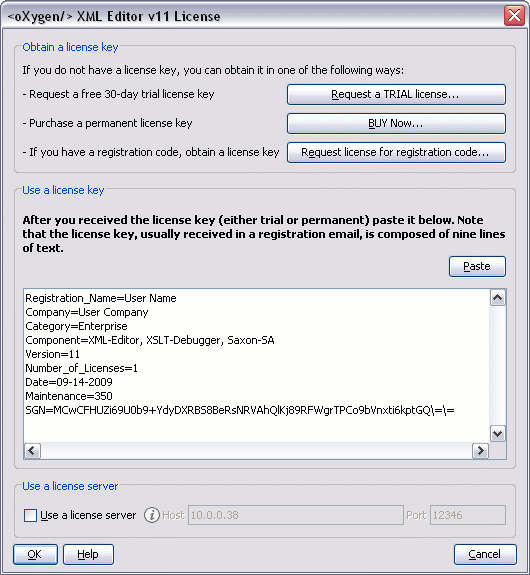 <oXygen/> XML Editor v11 License
Obtain a license key
If you do not have a license key, you can obtain it in one of the following ways:
- Request a free 30-day trial license key
Request a TRIAL license...
- Purchase a permanent license key
BUY Now...
- If you have a registration code, obtain a license key
Request license for registration code...
Use a license key
After you received the license key (either trial or permanent) paste it below. Note
that the license key, usually received in a registration email, is composed of nine lines
of text.
Paste
Registration_Name=User Name
Company=User Company
Category=Enterprise
Component=XML-Editor, XSLT-Debugger, Saxon-SA
Version=11
Number_of_Licenses=1
Date=09-14-2009
Maintenance=350
SGN=MCwCFHUZi69U0b9+YdyDXRBS8BeRsNRVAhQlKj89RFWgrTPCo9bVnxti6kptGQ\=\=
Use a license server
Use a license server
Host 10.0.0.38
Port 12346
OK
Help
Cancel